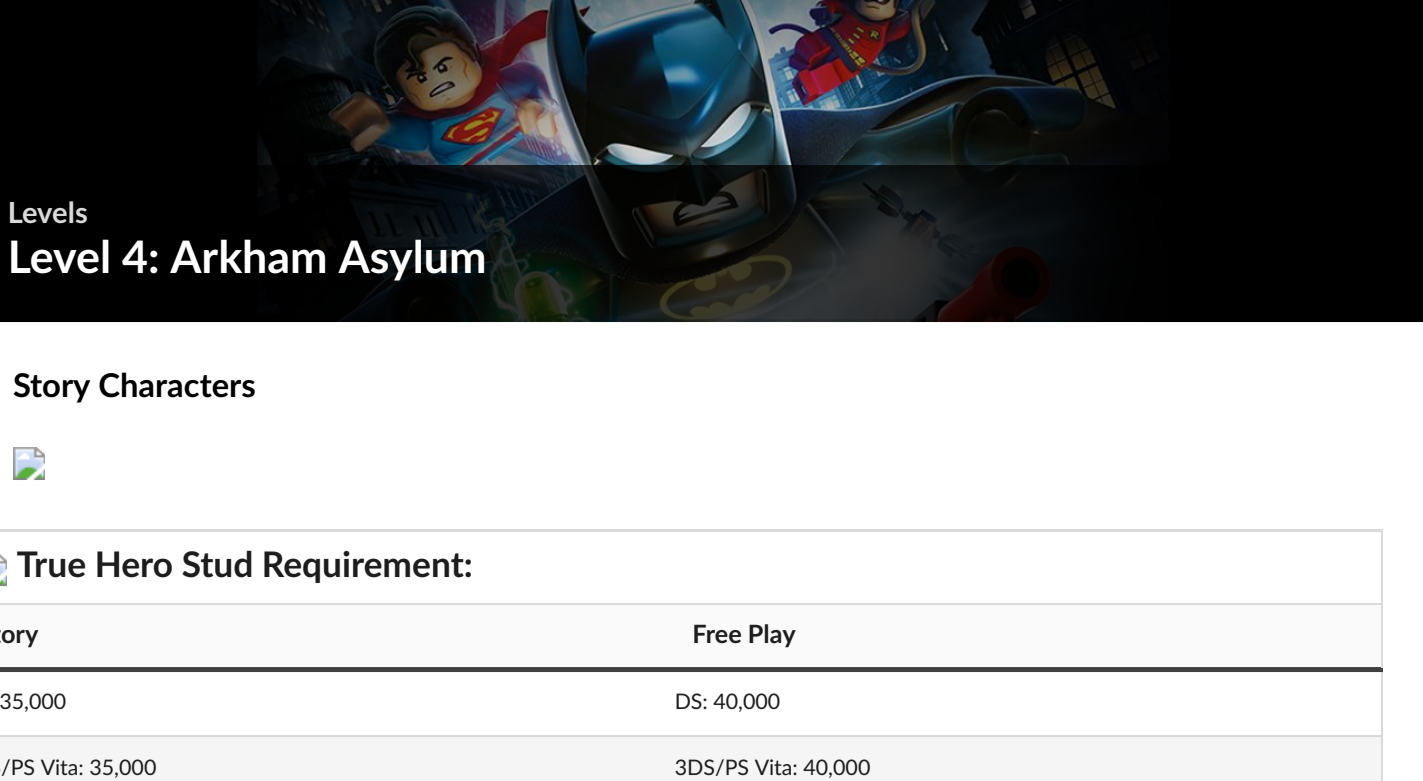 Levels
Level 4: Arkham Asylum
Story Characters
True Hero Stud Requirement:
tory Free Play
35,000 DS: 40,000
/PS Vita: 35,000 3DS/PS Vita: 40,000